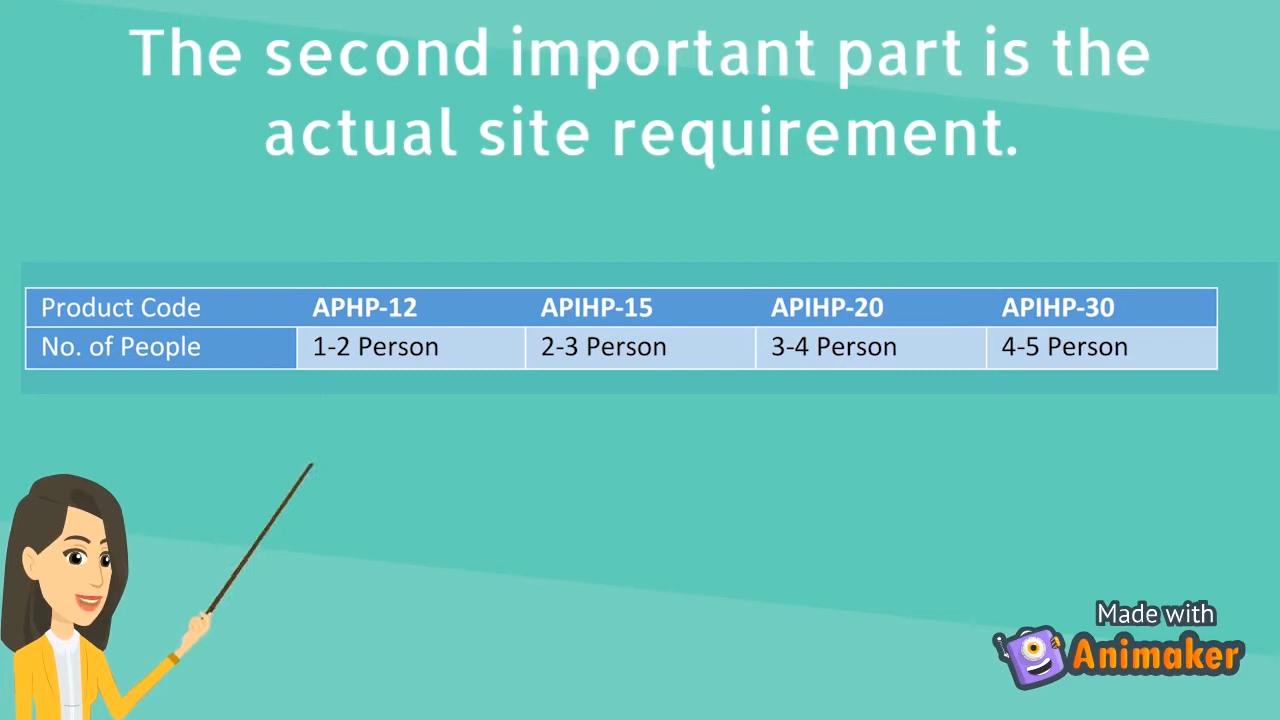 The second important part is the
actual site requirement.
Product Code APHP-12 APIHP-15 APIHP-20 APIHP-30
No. of People 1-2 Person 2-3 Person 3-4 Person 4-5 Person
Made with
Animaker